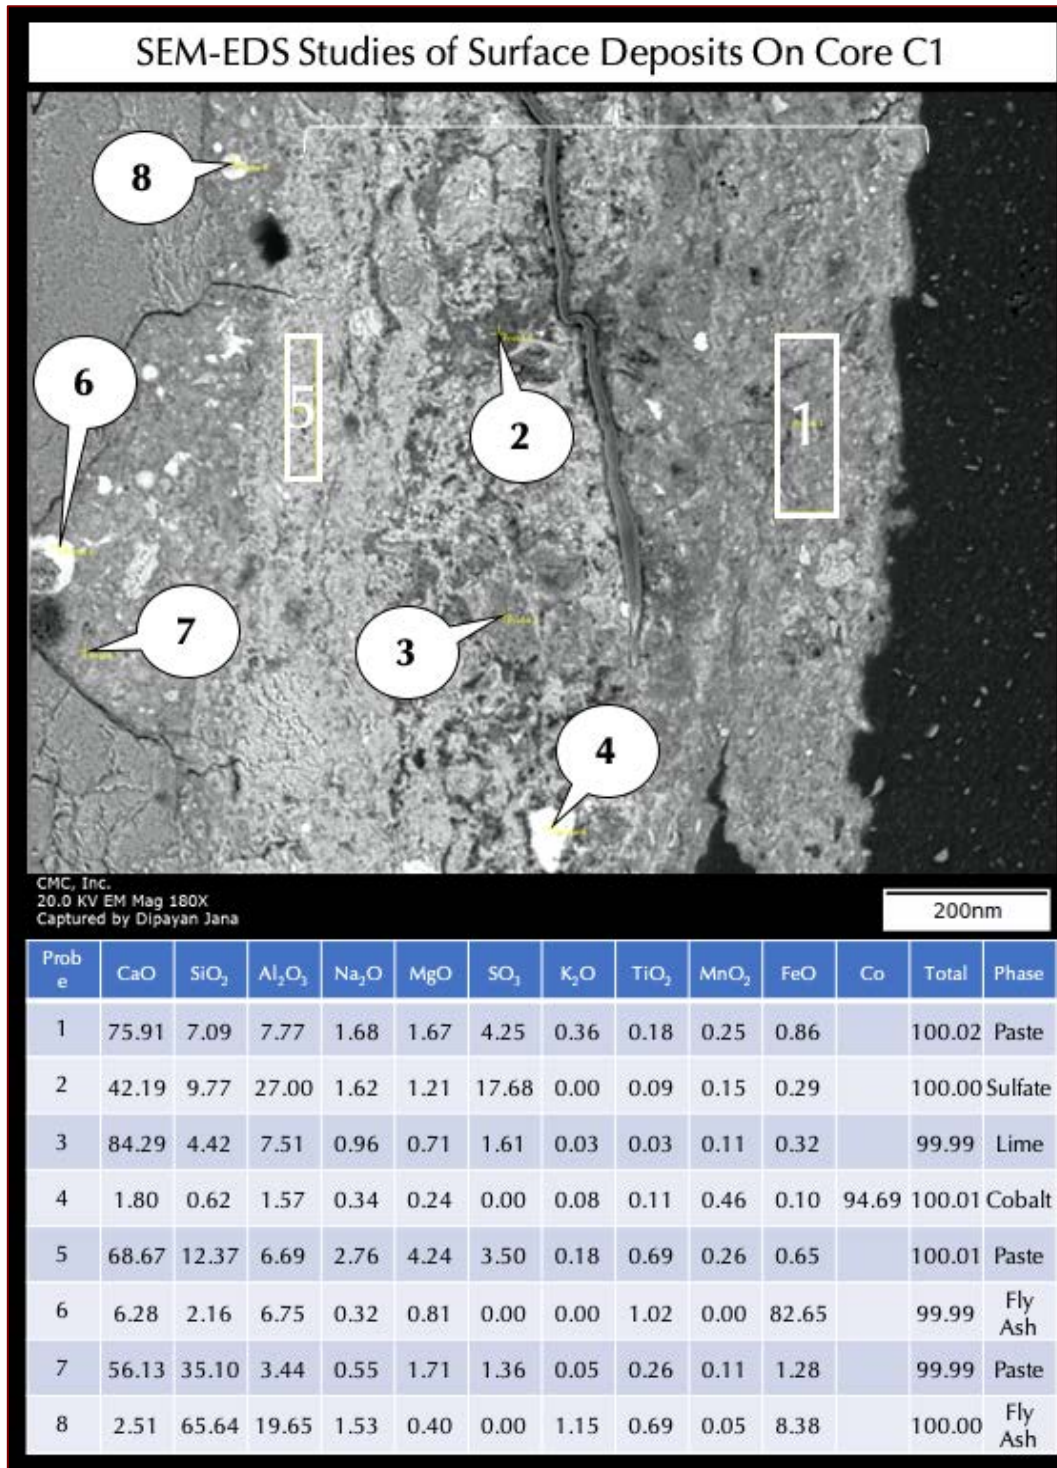 SEM-EDS Studies of Surface Deposits On Core C1
8
6
5
2
1
7
3
4
CMC, Inc.
20.0 KV EM Mag 180X
Captured by Dipayan Jana
200nm
Prob e CaO SiO₂ Al₂O₃ Na₂O MgO SO₃ K₂O TiO₂ MnO₂ FeO Co Total Phase
1 75.91 7.09 7.77 1.68 1.67 4.25 0.36 0.18 0.25 0.86 100.02 Paste
2 42.19 9.77 27.00 1.62 1.21 17.68 0.00 0.09 0.15 0.29 100.00 Sulfate
3 84.29 4.42 7.51 0.96 0.71 1.61 0.03 0.03 0.11 0.32 99.99 Lime
4 1.80 0.62 1.57 0.34 0.24 0.00 0.08 0.11 0.46 0.10 94.69 100.01 Cobalt
5 68.67 12.37 6.69 2.76 4.24 3.50 0.18 0.69 0.26 0.65 100.01 Paste
6 6.28 2.16 6.75 0.32 0.81 0.00 0.00 1.02 0.00 82.65 99.99 Fly Ash
7 56.13 35.10 3.44 0.55 1.71 1.36 0.05 0.26 0.11 1.28 99.99 Paste
8 2.51 65.64 19.65 1.53 0.40 0.00 1.15 0.69 0.05 8.38 100.00 Fly Ash